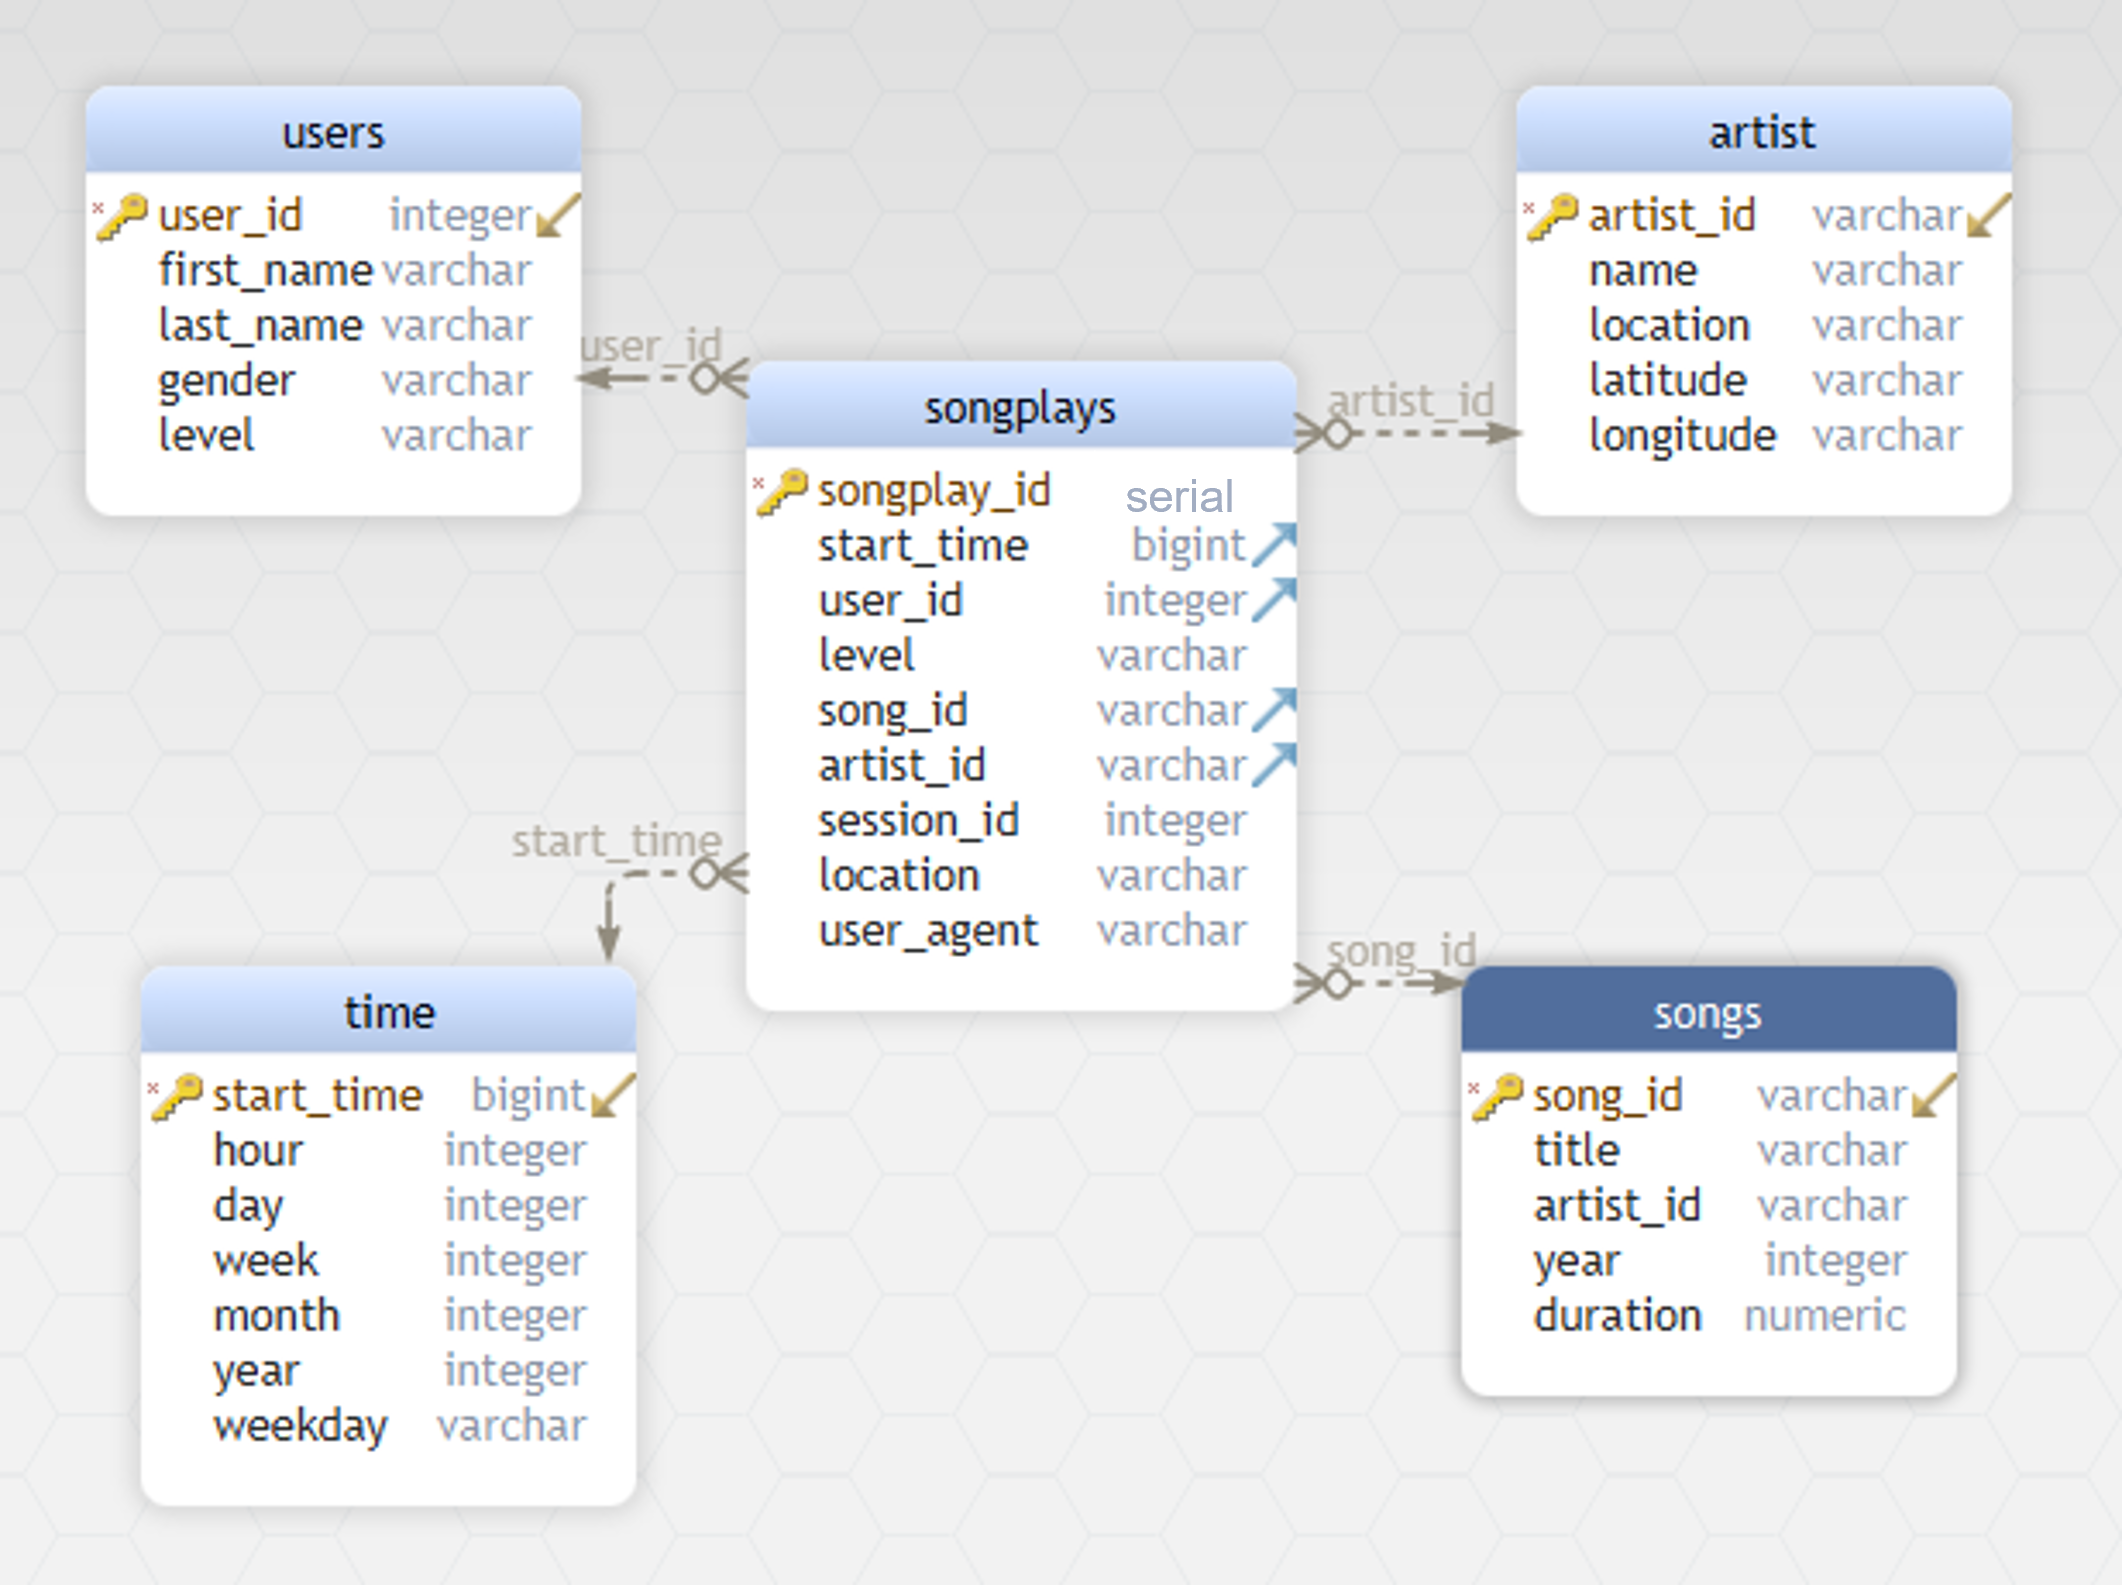 users
user_id integer
first_name varchar
last_name varchar
gender varchar
level varchar
user_id
artist
artist_id varchar
name varchar
location varchar
latitude varchar
longitude varchar
artist_id
songplays
songplay_id serial
start_time bigint
user_id integer
level varchar
song_id varchar
artist_id varchar
session_id integer
location varchar
user_agent varchar
start_time
song_id
time
start_time bigint
hour integer
day integer
week integer
month integer
year integer
weekday varchar
songs
song_id varchar
title varchar
artist_id varchar
year integer
duration numeric